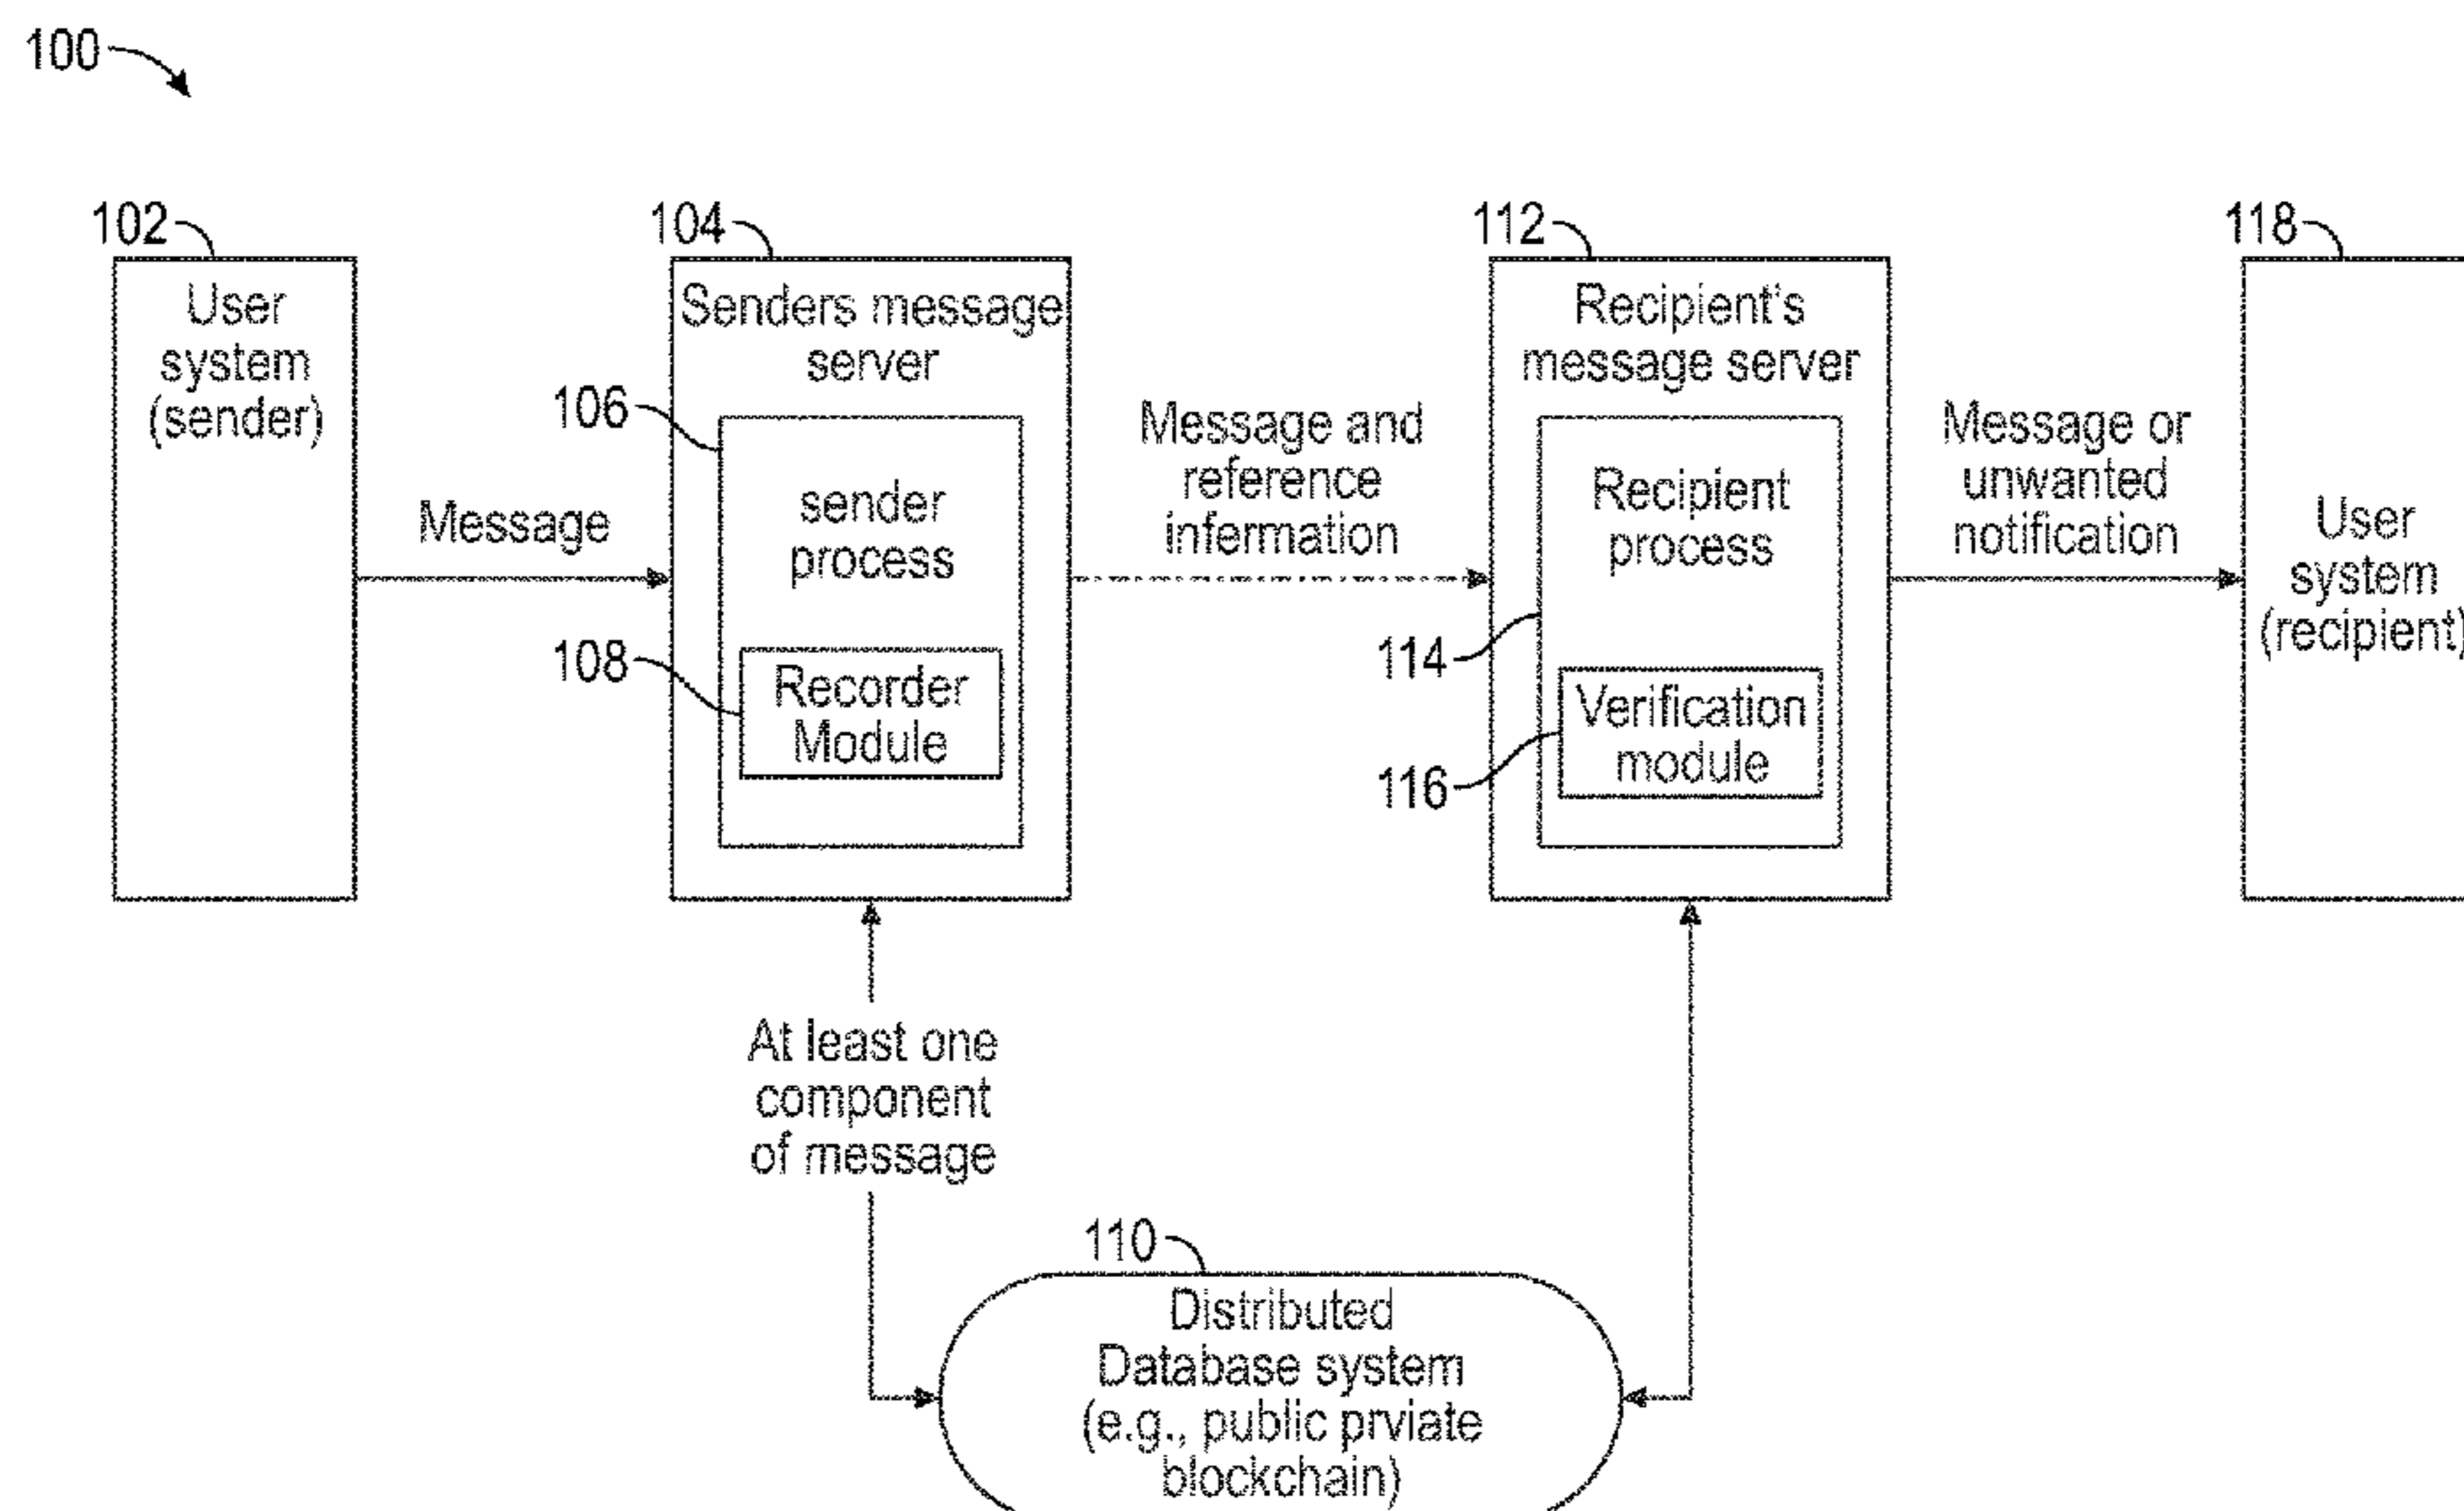 100
102
User
system
(sender)
Message
104
Senders message
server
106
sender
process
108
Recorder
Module
Message and
reference
infermation
112
Recipient's
message server
114
Recipient
process
116
Verification
module
Message or
unwanted
notification
118
User
system
(recipient)
At least one
component
of message
110
Distributed
Database system
(e.g., public prviate
blockchain)